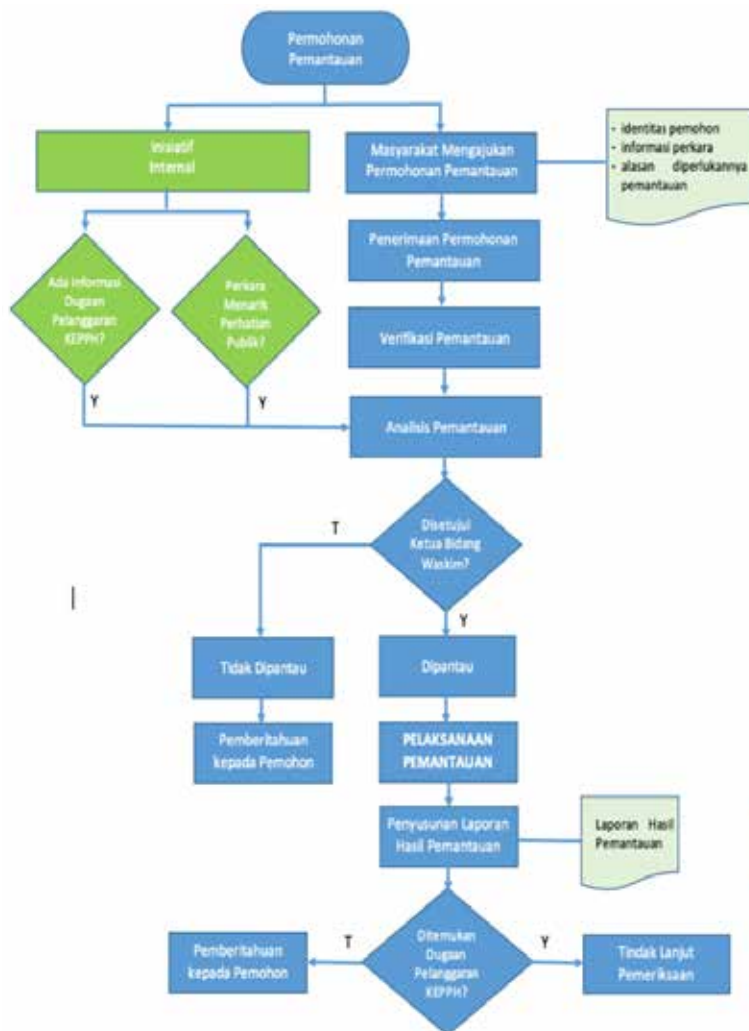 Permohonan
Pemantauan
Inisiatif
Internal
Masyarakat Mengajukan
Permohonan Pemantauan
• identitas pemohon
• informasi perkara
• alasan diperlukannya
pemantauan
Penerimaan Permohonan
Pemantauan
Ada Informasi
Dugaan
Pelanggaran
KEPPH?
Perkara
Menarik
Perhatian
Publik?
Verifikasi Pemantauan
Y
Y
Analisis Pemantauan
Disetujui
Ketua Bidang
Waskim?
T
Y
Tidak Dipantau
Dipantau
Pemberitahuan
kepada Pemohon
PELAKSANAAN
PEMANTAUAN
Penyusunan Laporan
Hasil Pemantauan
Laporan Hasil
Pemantauan
Ditemukan
Dugaan
Pelanggaran
KEPPH?
T
Y
Pemberitahuan
kepada Pemohon
Tindak Lanjut
Pemeriksaan